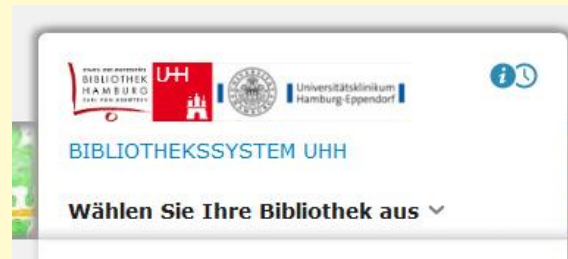 BIBLIOTHEK
HAMBURG
UHH
Universitätsklinikum
Hamburg-Eppendorf
BIBLIOTHEKSSYSTEM UHH
Wählen Sie Ihre Bibliothek aus